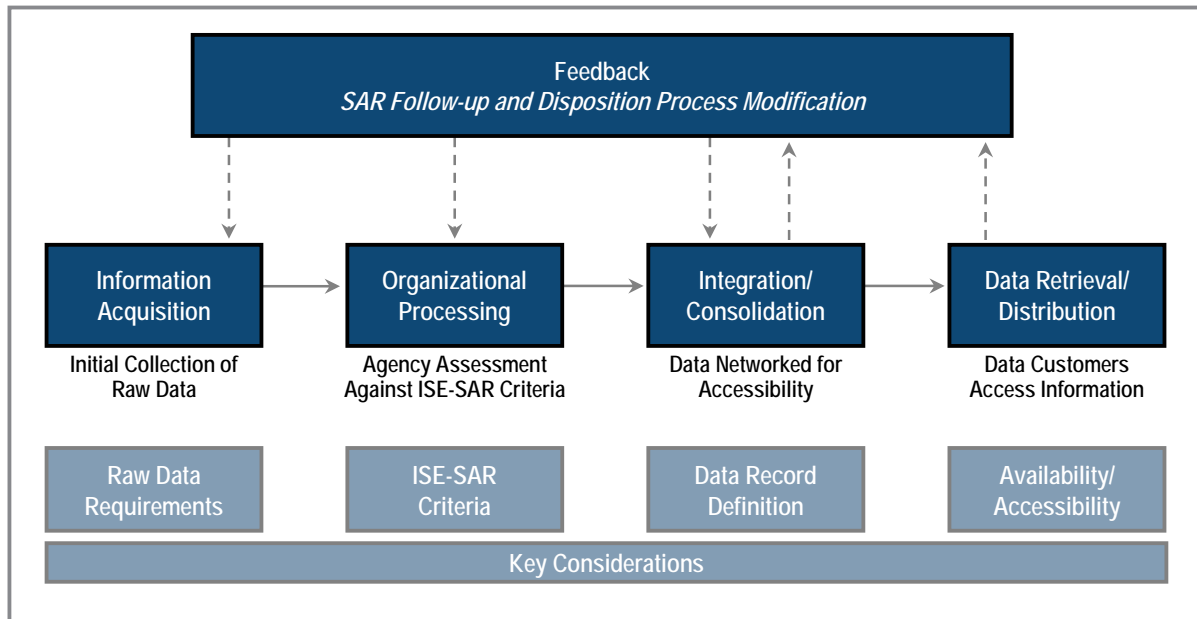 Feedback
SAR Follow-up and Disposition Process Modification
Information
Acquisition
Organizational
Processing
Integration/
Consolidation
Data Retrieval/
Distribution
Initial Collection of
Raw Data
Agency Assessment
Against ISE-SAR Criteria
Data Networked for
Accessibility
Data Customers
Access Information
Raw Data
Requirements
ISE-SAR
Criteria
Data Record
Definition
Availability/
Accessibility
Key Considerations